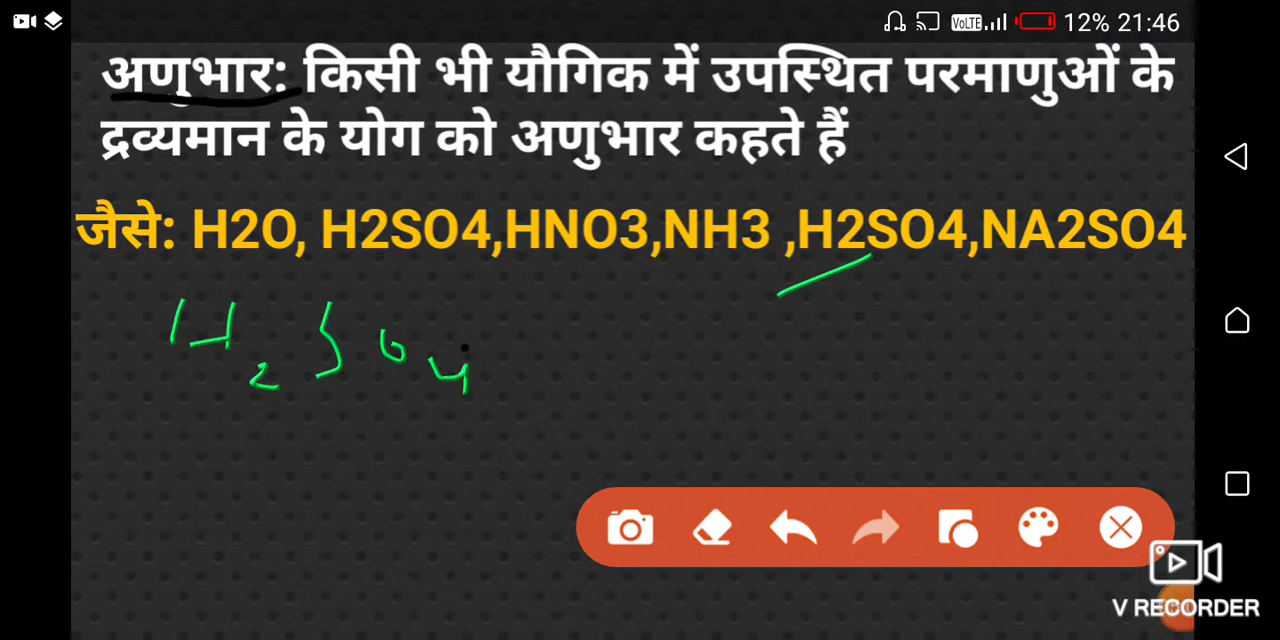 VoLTE 12% 21:46
अणुभार: किसी भी यौगिक में उपस्थित परमाणुओं के
द्रव्यमान के योग को अणुभार कहते हैं
जैसे: H2O, H2SO4,HNO3,NH3 ,H2SO4,NA2SO4
H2SO4
V RECORDER